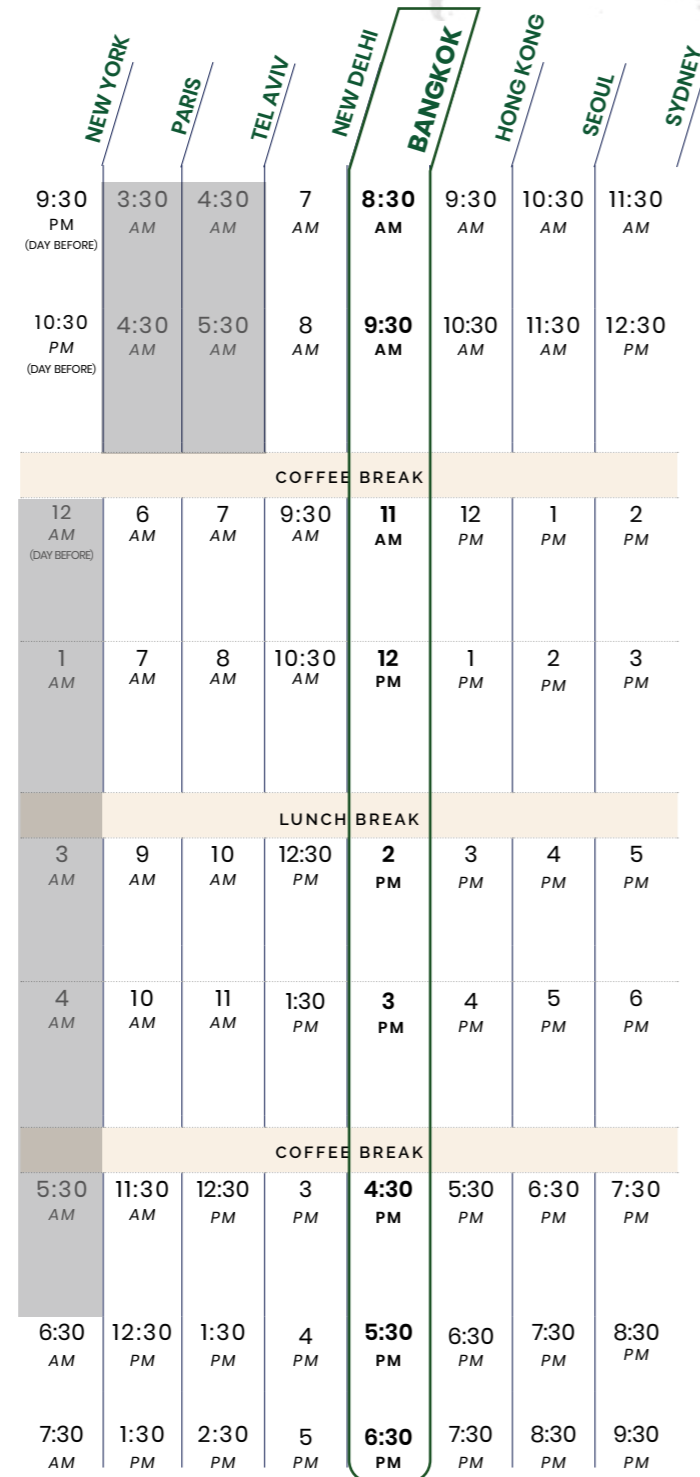 NEW YORK PARIS TEL AVIV NEW DELHI BANGKOK HONG KONG SEOUL SYDNEY
9:30 3:30 4:30 7 8:30 9:30 10:30 11:30
PM AM AM AM AM AM AM AM
(DAY BEFORE)
10:30 4:30 5:30 8 9:30 10:30 11:30 12:30
PM AM AM AM AM AM AM PM
(DAY BEFORE)
COFFEE BREAK
12 6 7 9:30 11 12 1 2
AM AM AM AM AM PM PM PM
(DAY BEFORE)
1 7 8 10:30 12 1 2 3
AM AM AM AM PM PM PM PM
LUNCH BREAK
3 9 10 12:30 2 3 4 5
AM AM AM PM PM PM PM PM
4 10 11 1:30 3 4 5 6
AM AM AM PM PM PM PM PM
COFFEE BREAK
5:30 11:30 12:30 3 4:30 5:30 6:30 7:30
AM AM PM PM PM PM PM PM
6:30 12:30 1:30 4 5:30 6:30 7:30 8:30
AM PM PM PM PM PM PM PM
7:30 1:30 2:30 5 6:30 7:30 8:30 9:30
AM PM PM PM PM PM PM PM